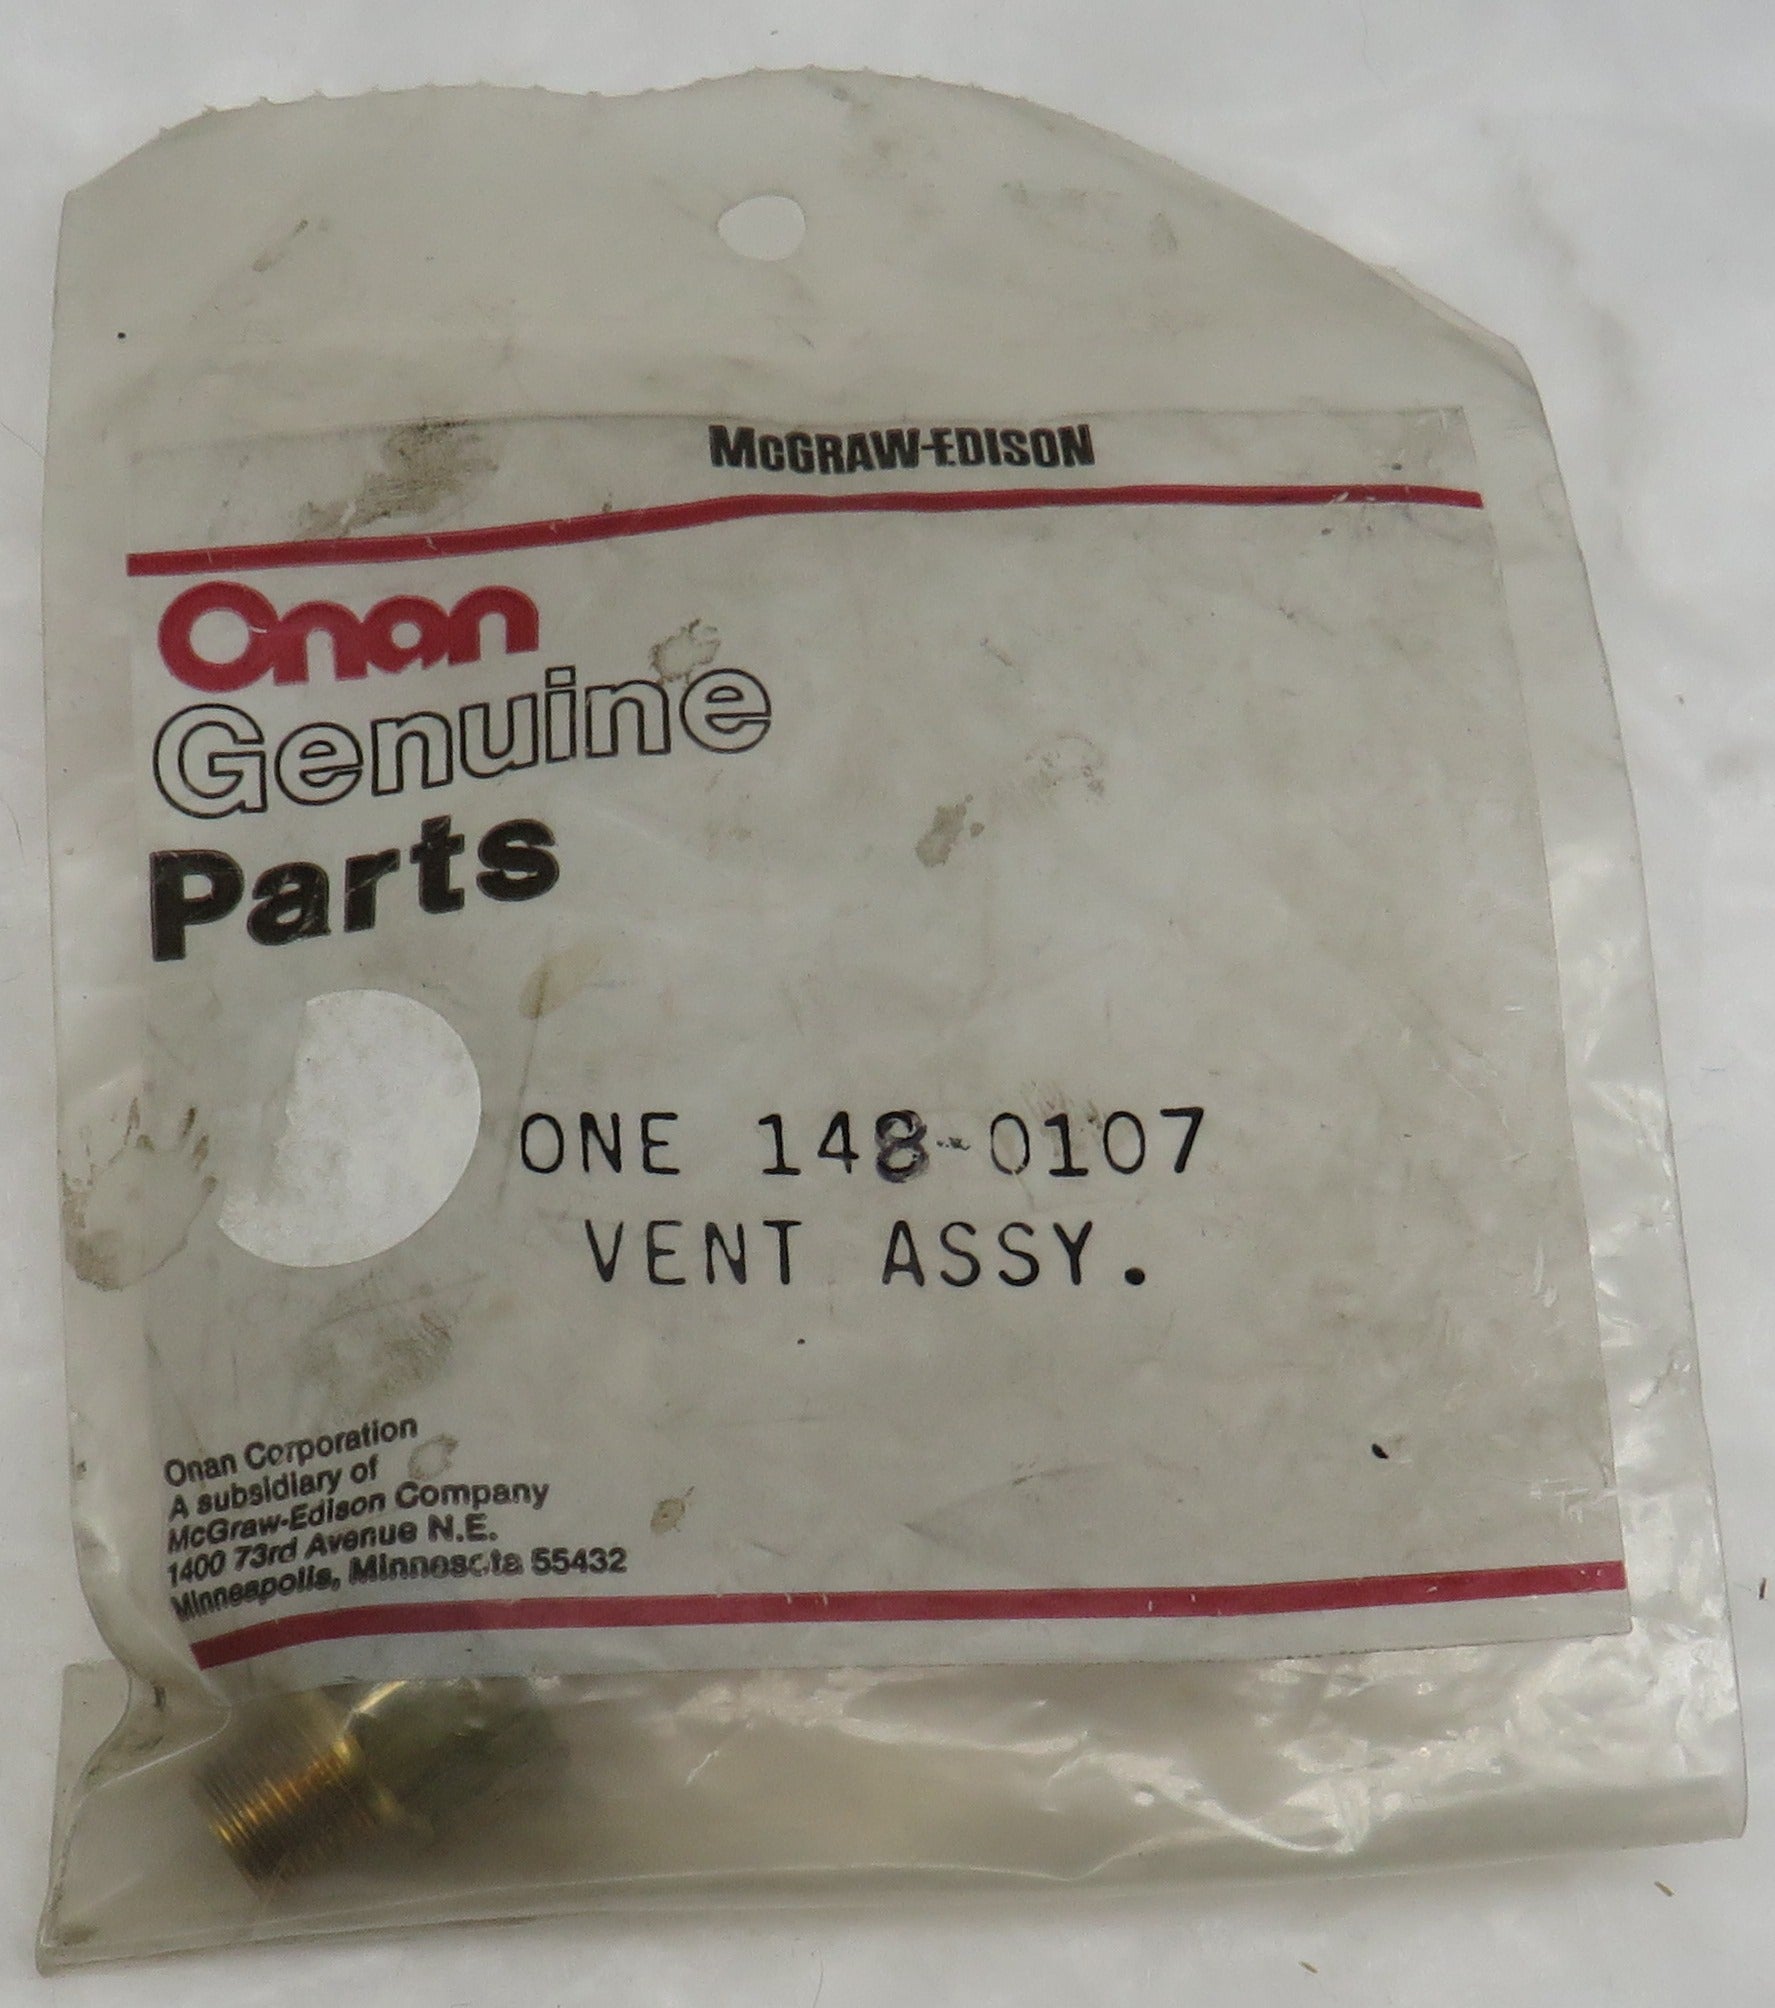 McGRAW-EDISON
Onan
Genuine
Parts
ONE 148-0107
VENT ASSY.
Onan Corporation
A subsidiary of
McGraw-Edison Company
1400 73rd Avenue N.E.
Minneapolis, Minnesota 55432